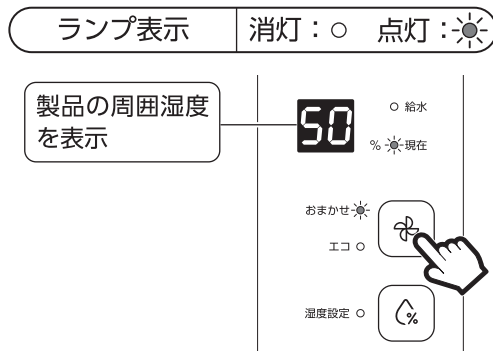 ランプ表示 消灯：○ 点灯：
製品の周囲湿度
を表示
50
○ 給水
% 現在
おまかせ
エコ ○
湿度設定 ○
%